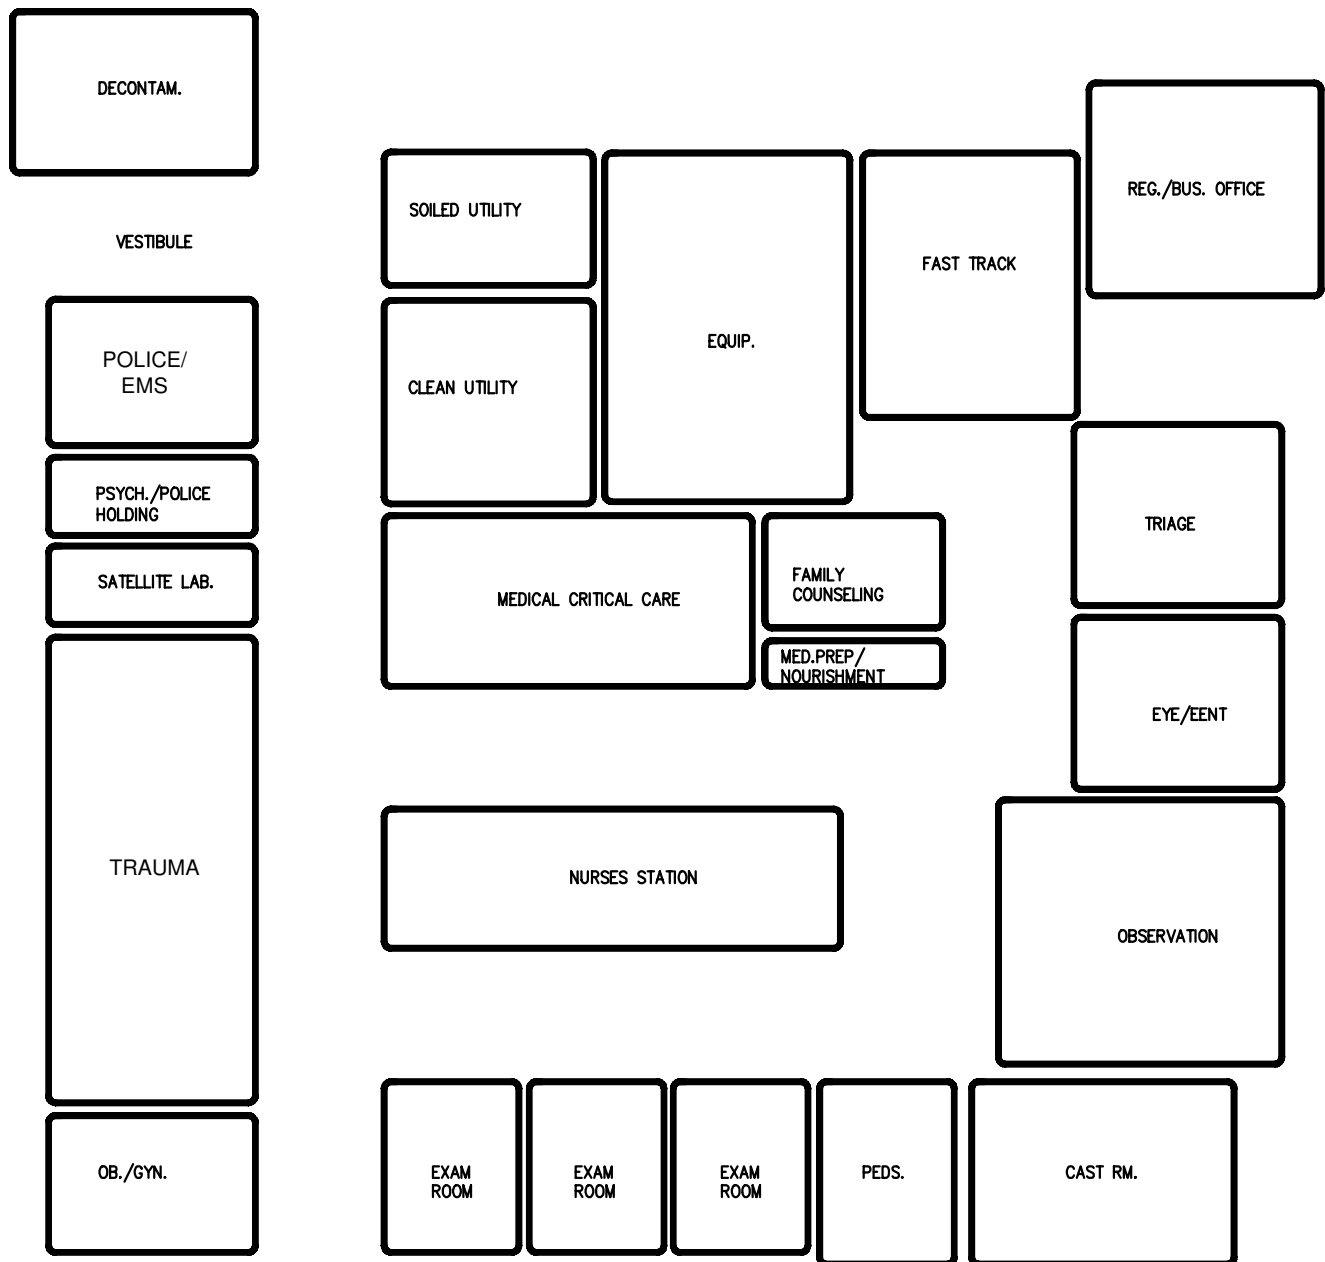 DECONTAM.
VESTIBULE
REG./BUS. OFFICE
SOILED UTILITY
FAST TRACK
EQUIP.
POLICE/
EMS
CLEAN UTILITY
PSYCH./POLICE
HOLDING
TRIAGE
SATELLITE LAB.
MEDICAL CRITICAL CARE
FAMILY
COUNSELING
MED.PREP/
NOURISHMENT
EYE/EENT
TRAUMA
NURSES STATION
OBSERVATION
OB./GYN.
EXAM
ROOM
EXAM
ROOM
EXAM
ROOM
PEDS.
CAST RM.